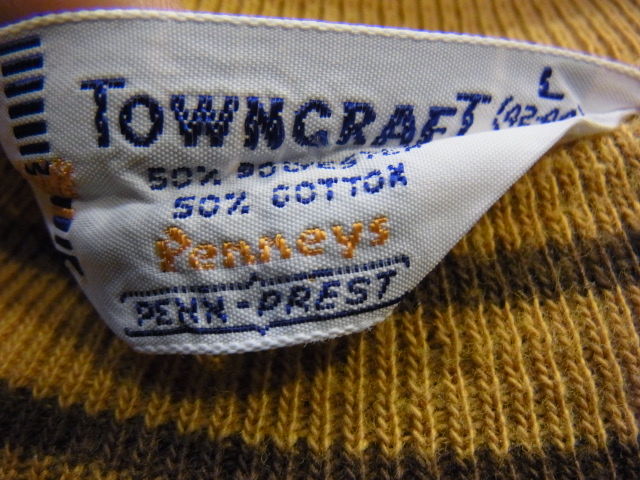 TOWNCRAFT L
50% POLYESTER
50% COTTON
Penneys
PENN-PREST